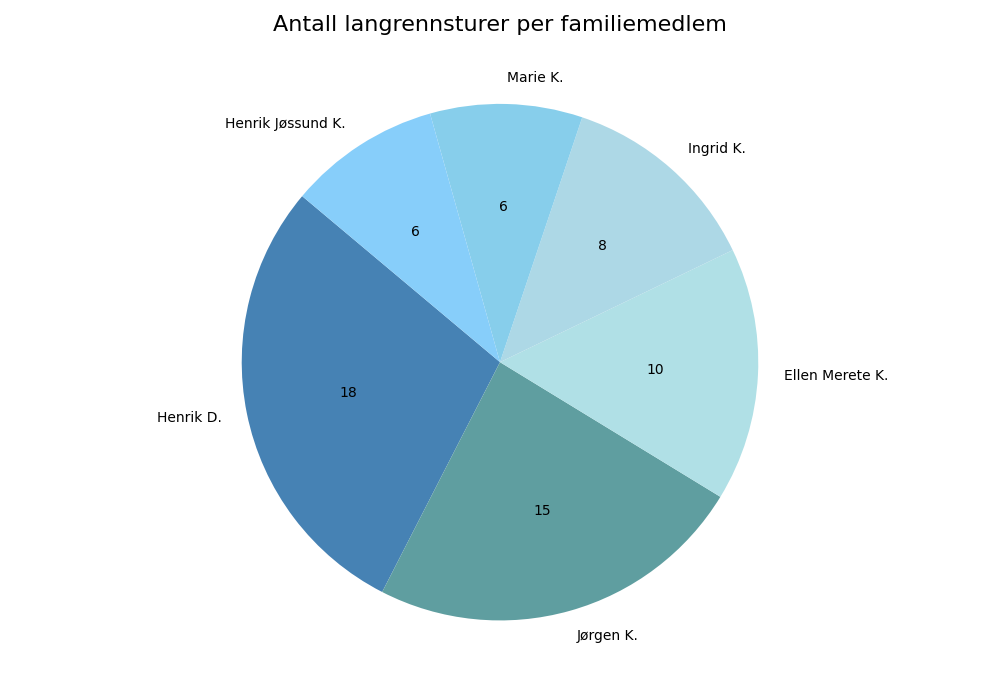 Antall langrennsturer per familiemedlem
Marie K.
Henrik Jøssund K.
Ingrid K.
6
6
8
Ellen Merete K.
10
18
Henrik D.
15
Jørgen K.